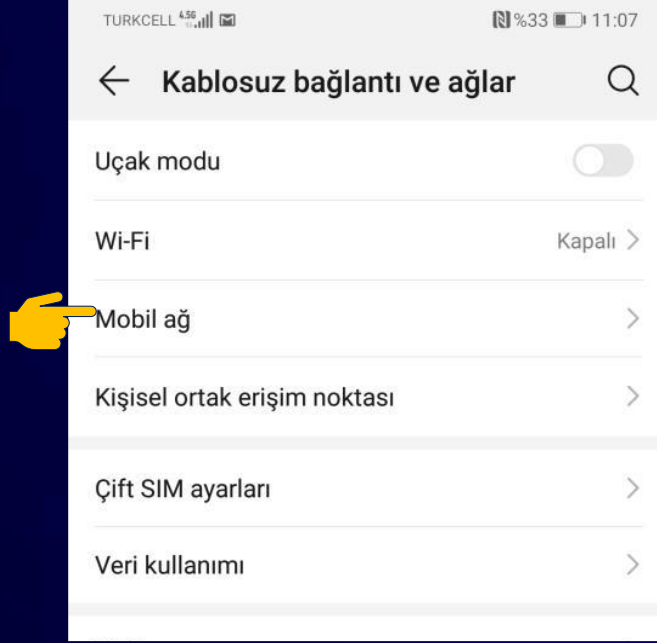 TURKCELL 4.5G %33 11:07
Kablosuz bağlantı ve ağlar
Uçak modu
Wi-Fi Kapalı
Mobil ağ
Kişisel ortak erişim noktası
Çift SIM ayarları
Veri kullanımı